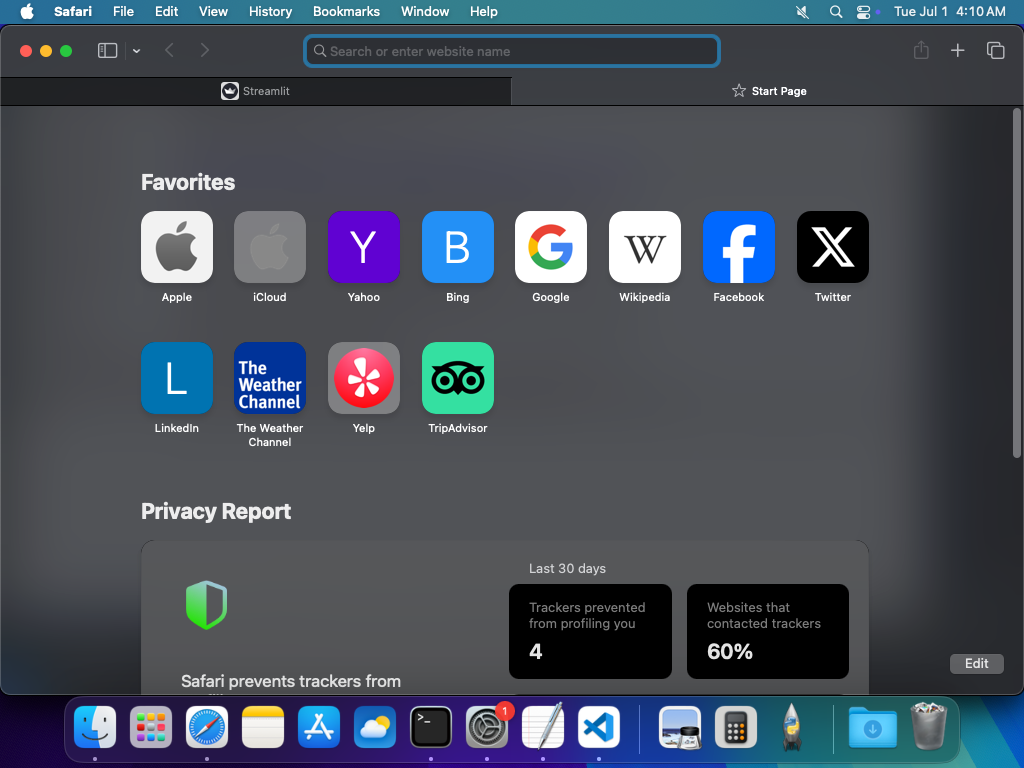 Safari File Edit View History Bookmarks Window Help Tue Jul 1 4:10 AM
Search or enter website name
Streamlit Start Page
Favorites
Y B G W f X
Apple iCloud Yahoo Bing Google Wikipedia Facebook Twitter
L The
Weather
Channel
LinkedIn The Weather Yelp TripAdvisor
Channel
Privacy Report
Last 30 days
Trackers prevented Websites that
from profiling you contacted trackers
4 60%
Safari prevents trackers from
Edit
1
>_